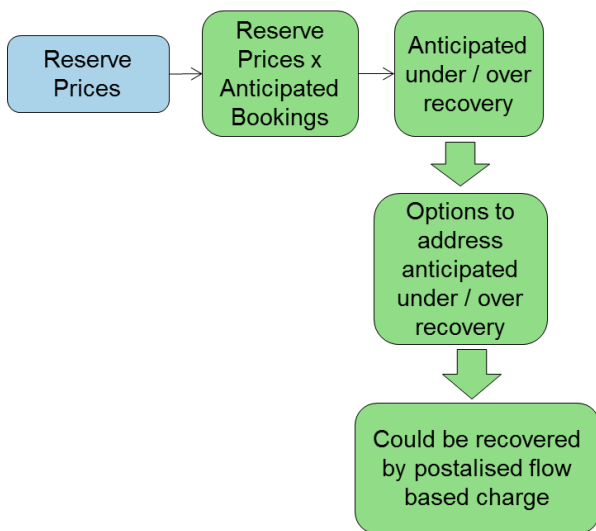 Reserve
Prices
Reserve
Prices x
Anticipated
Bookings
Anticipated
under / over
recovery
Options to
address
anticipated
under / over
recovery
Could be recovered
by postalised flow
based charge